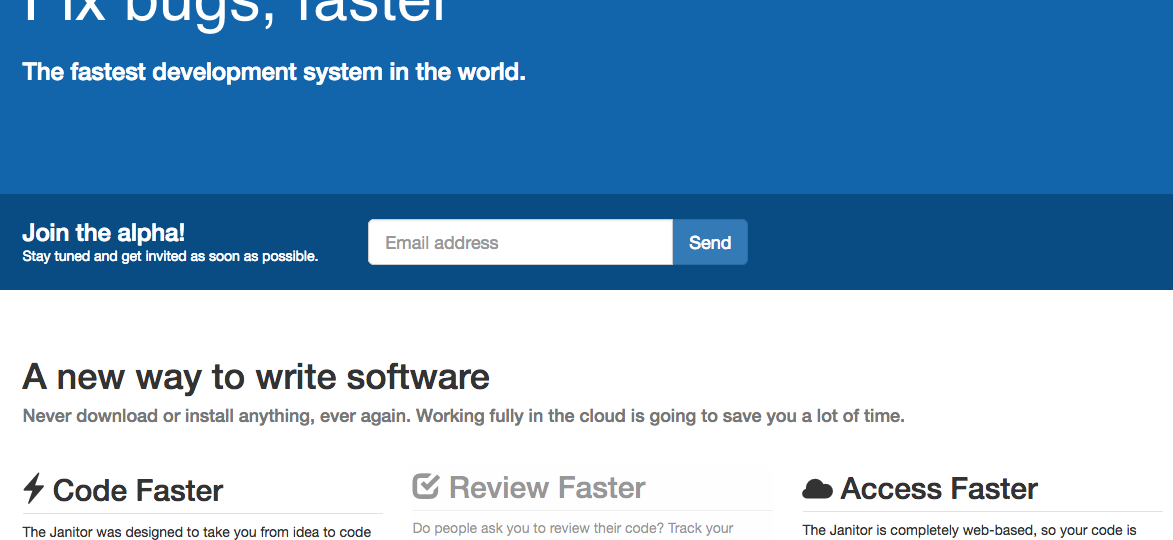 Fix bugs, faster
The fastest development system in the world.
Join the alpha!
Stay tuned and get invited as soon as possible.
Email address
Send
A new way to write software
Never download or install anything, ever again. Working fully in the cloud is going to save you a lot of time.
Code Faster
The Janitor was designed to take you from idea to code
Review Faster
Do people ask you to review their code? Track your
Access Faster
The Janitor is completely web-based, so your code is